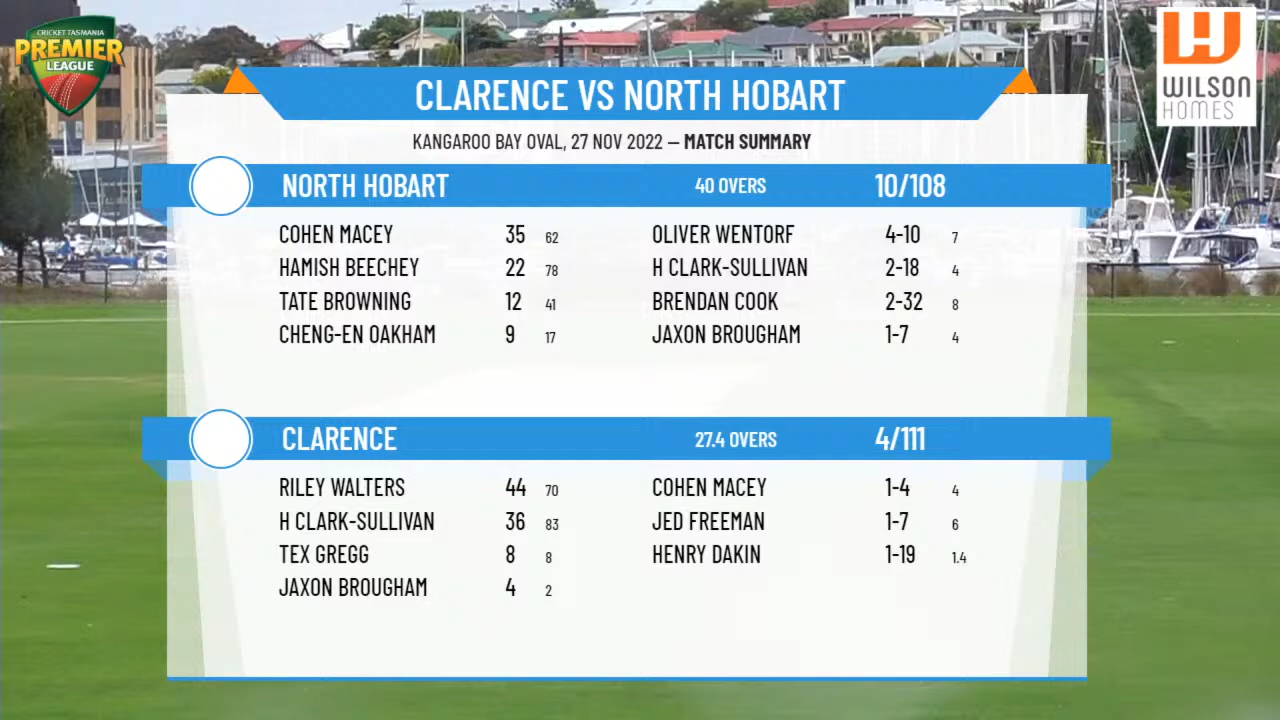 CRICKET TASMANIA
PREMIER
LEAGUE
WILSON
HOMES
CLARENCE VS NORTH HOBART
KANGAROO BAY OVAL, 27 NOV 2022 – MATCH SUMMARY
NORTH HOBART 40 OVERS 10/108
COHEN MACEY 35 62 OLIVER WENTORF 4-10 7
HAMISH BEECHEY 22 78 H CLARK-SULLIVAN 2-18 4
TATE BROWNING 12 41 BRENDAN COOK 2-32 8
CHENG-EN OAKHAM 9 17 JAXON BROUGHAM 1-7 4
CLARENCE 27.4 OVERS 4/111
RILEY WALTERS 44 70 COHEN MACEY 1-4 4
H CLARK-SULLIVAN 36 83 JED FREEMAN 1-7 6
TEX GREGG 8 8 HENRY DAKIN 1-19 1.4
JAXON BROUGHAM 4 2